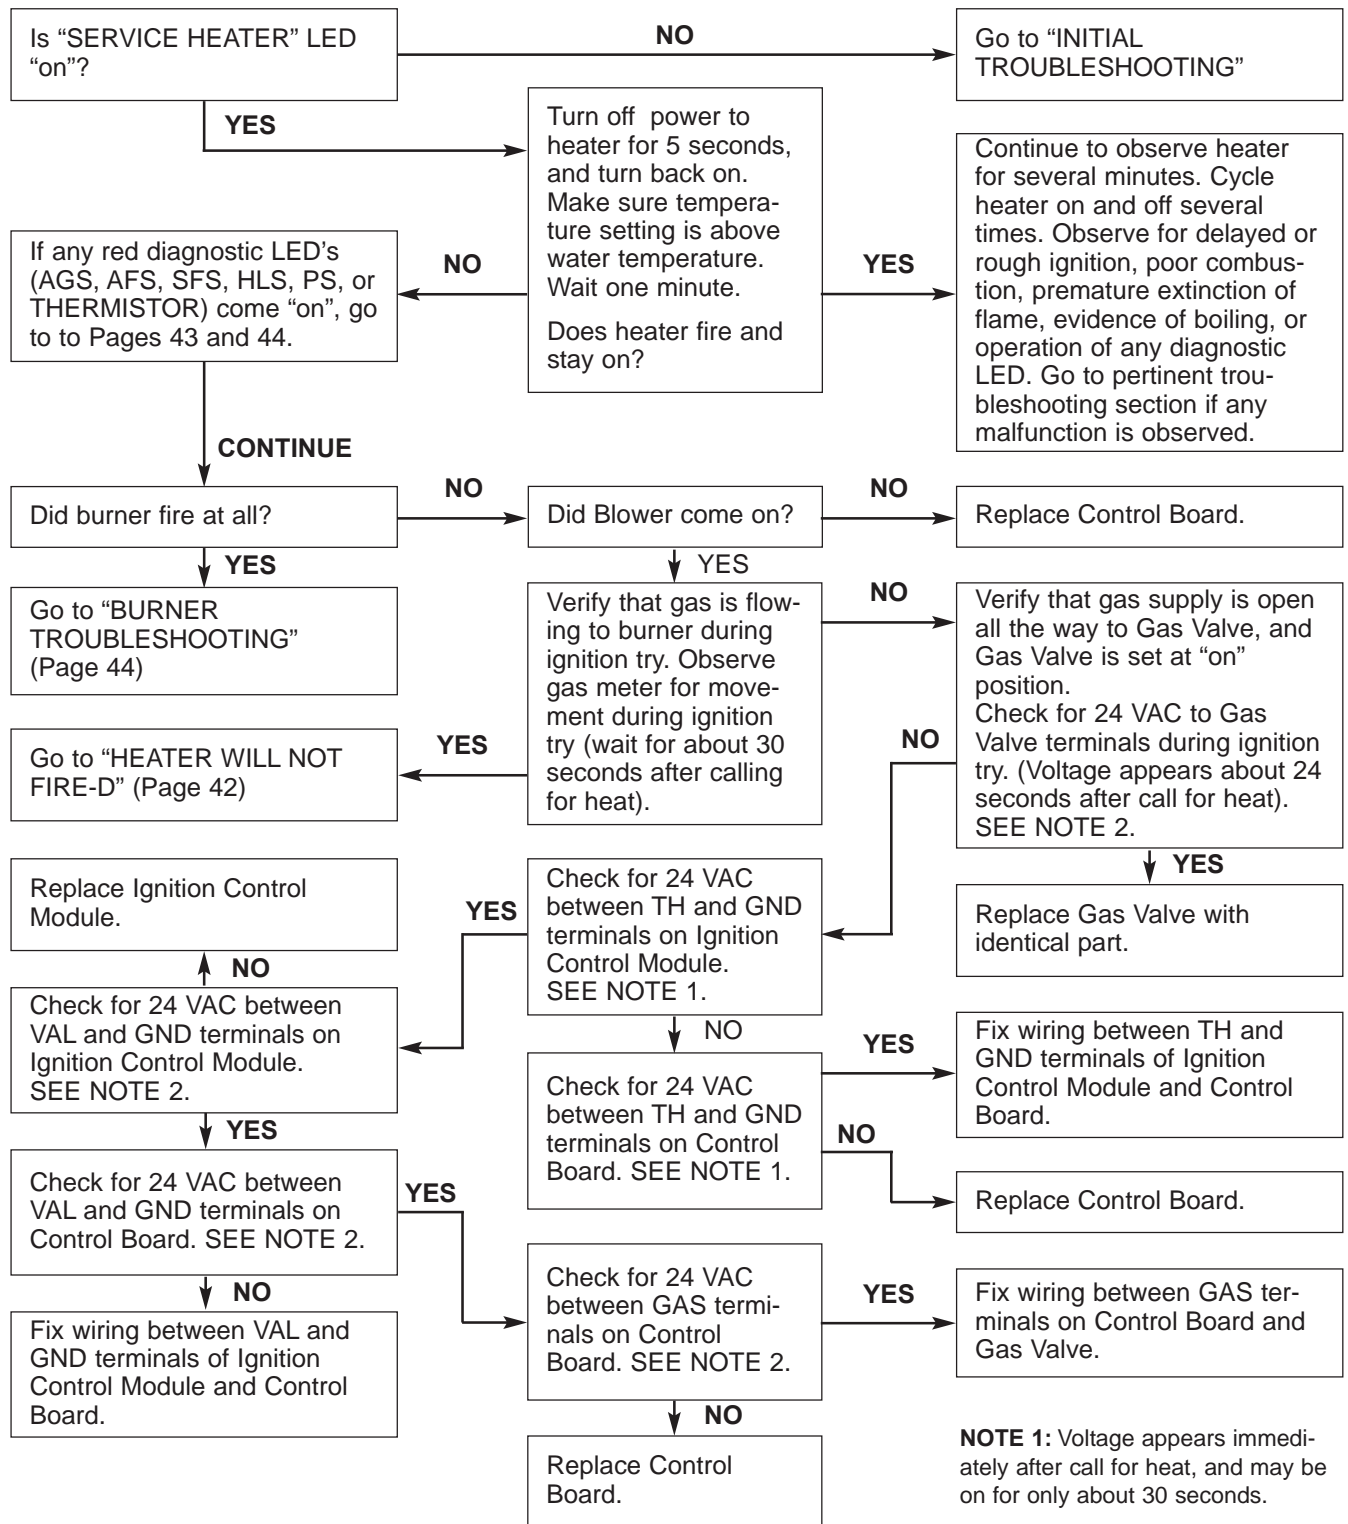 Is “SERVICE HEATER” LED
“on”?
NO
Go to “INITIAL
TROUBLESHOOTING”
YES
Turn off  power to
heater for 5 seconds,
and turn back on.
Make sure tempera-
ture setting is above
water temperature.
Wait one minute.
Does heater fire and
stay on?
YES
Continue to observe heater
for several minutes. Cycle
heater on and off several
times. Observe for delayed or
rough ignition, poor combus-
tion, premature extinction of
flame, evidence of boiling, or
operation of any diagnostic
LED. Go to pertinent trou-
bleshooting section if any
malfunction is observed.
NO
If any red diagnostic LED’s
(AGS, AFS, SFS, HLS, PS, or
THERMISTOR) come “on”, go
to to Pages 43 and 44.
CONTINUE
Did burner fire at all?
NO
Did Blower come on?
NO
Replace Control Board.
YES
Go to “BURNER
TROUBLESHOOTING”
(Page 44)
YES
Verify that gas is flow-
ing to burner during
ignition try. Observe
gas meter for move-
ment during ignition
try (wait for about 30
seconds after calling
for heat).
NO
Verify that gas supply is open
all the way to Gas Valve, and
Gas Valve is set at “on”
position.
Check for 24 VAC to Gas
Valve terminals during ignition
try. (Voltage appears about 24
seconds after call for heat).
SEE NOTE 2.
YES
Go to “HEATER WILL NOT
FIRE-D” (Page 42)
NO
YES
Replace Gas Valve with
identical part.
Check for 24 VAC
between TH and GND
terminals on Ignition
Control Module.
SEE NOTE 1.
YES
Replace Ignition Control
Module.
NO
Check for 24 VAC between
VAL and GND terminals on
Ignition Control Module.
SEE NOTE 2.
NO
Check for 24 VAC
between TH and GND
terminals on Control
Board. SEE NOTE 1.
YES
Fix wiring between TH and
GND terminals of Ignition
Control Module and Control
Board.
NO
Replace Control Board.
YES
Check for 24 VAC between
VAL and GND terminals on
Control Board. SEE NOTE 2.
YES
Check for 24 VAC
between GAS termi-
nals on Control
Board. SEE NOTE 2.
YES
Fix wiring between GAS ter-
minals on Control Board and
Gas Valve.
NO
Fix wiring between VAL and
GND terminals of Ignition
Control Module and Control
Board.
NO
Replace Control
Board.
NOTE 1: Voltage appears immedi-
ately after call for heat, and may be
on for only about 30 seconds.